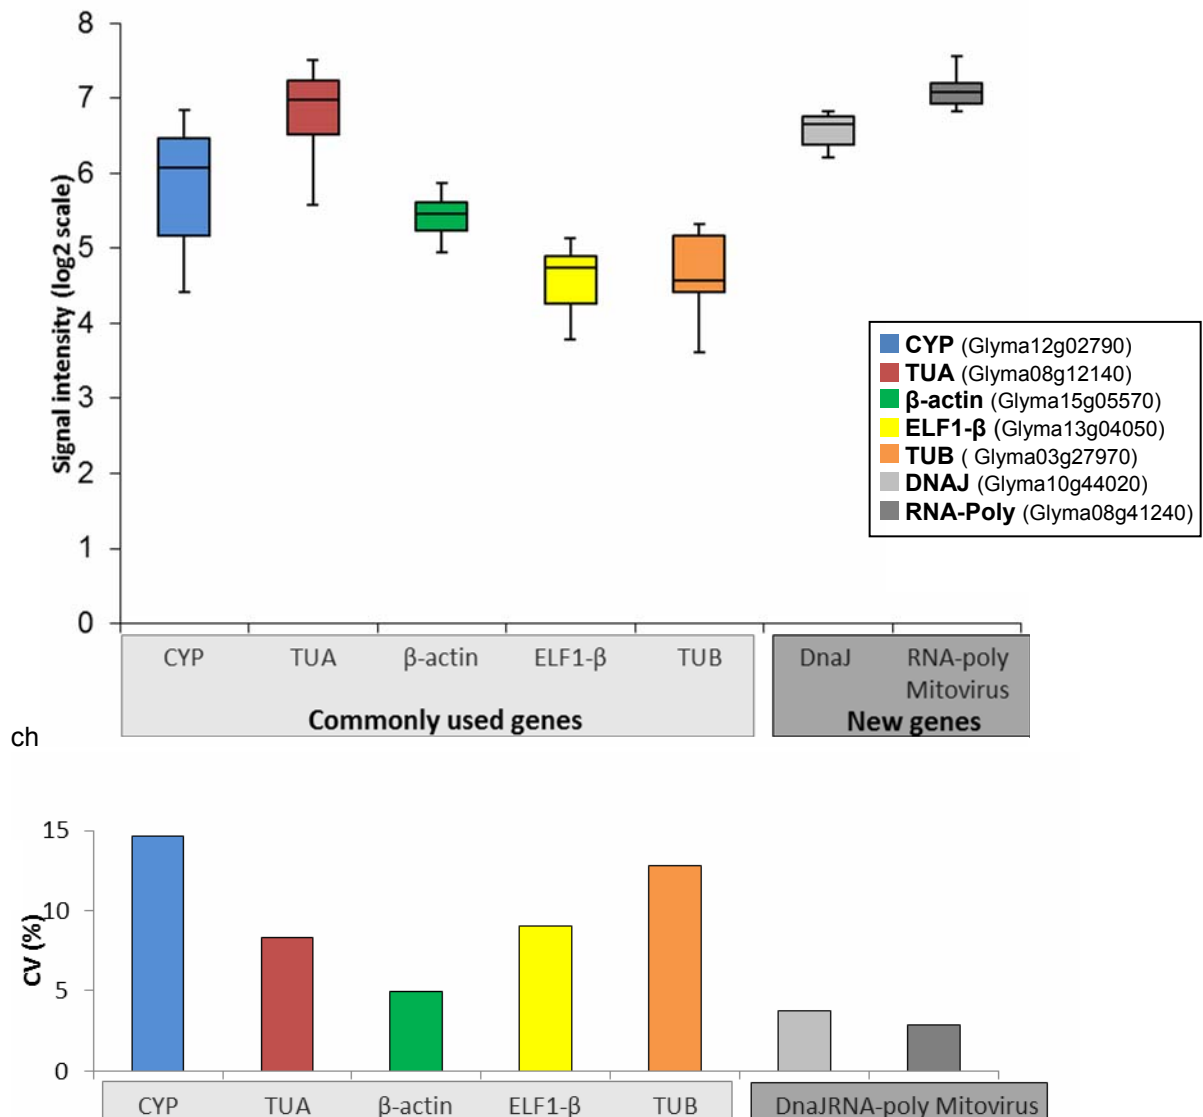 8
7
6
5
4
3
2
1
0
Signal intensity (log2 scale)
CYP (Glyma12g02790)
TUA (Glyma08g12140)
β-actin (Glyma15g05570)
ELF1-β (Glyma13g04050)
TUB ( Glyma03g27970)
DNAJ (Glyma10g44020)
RNA-Poly (Glyma08g41240)
CYP TUA β-actin ELF1-β TUB DnaJ RNA-poly
Mitovirus
Commonly used genes New genes
ch
15
10
5
0
CV (%)
CYP TUA β-actin ELF1-β TUB DnaJRNA-poly Mitovirus